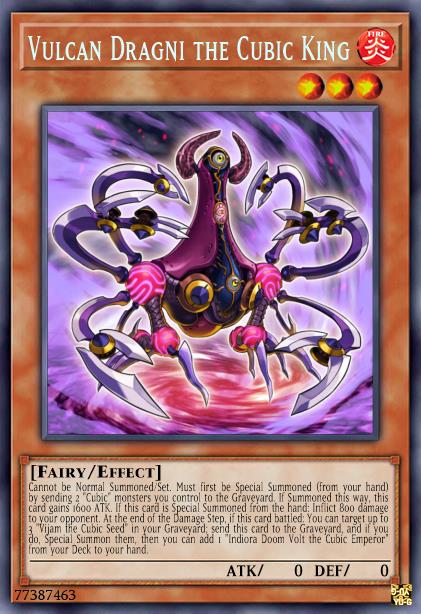 VULCAN DRAGNI THE CUBIC KING
FIRE
炎
[FAIRY/EFFECT]
Cannot be Normal Summoned/Set. Must first be Special Summoned (from your hand)
by sending 2 "Cubic" monsters you control to the Graveyard. If Summoned this way, this
card gains 1600 ATK. If this card is Special Summoned from the hand: Inflict 800 damage
to your opponent. At the end of the Damage Step, if this card battled: You can target up to
3 "Vijam the Cubic Seed" in your Graveyard; send this card to the Graveyard, and if you
do, Special Summon them, then you can add 1 "Indiora Doom Volt the Cubic Emperor"
from your Deck to your hand.
ATK/ 0 DEF/ 0
77387463